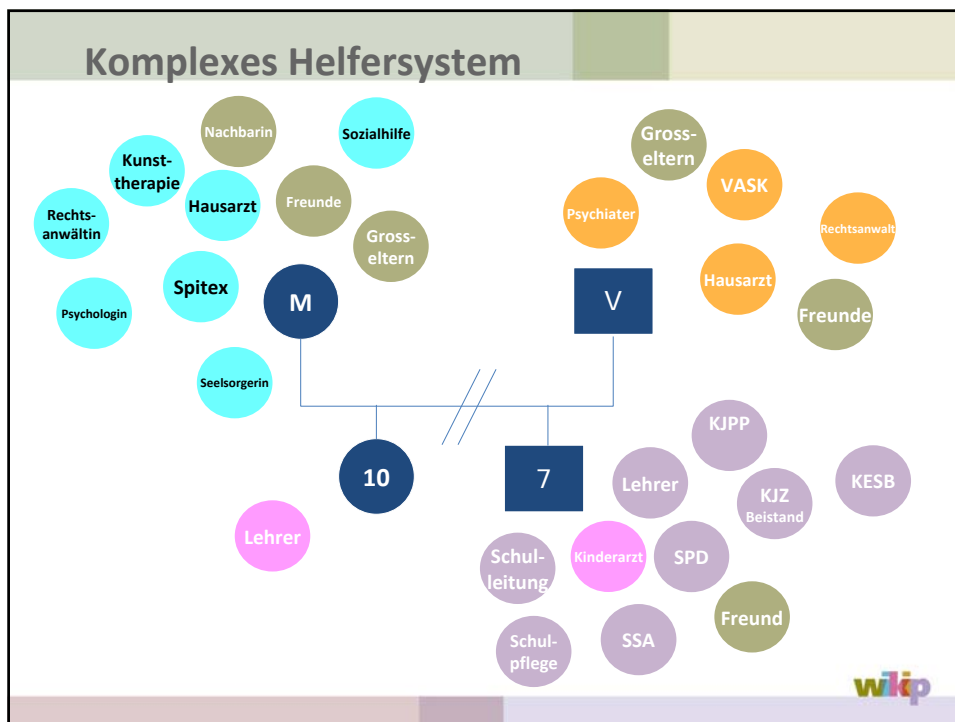 Komplexes Helfersystem
Nachbarin
Sozialhilfe
Kunst-
therapie
Hausarzt
Freunde
Rechts-
anwältin
Gross-
eltern
Spitex
M
Psychologin
Seelsorgerin
Gross-
eltern
VASK
Psychiater
Rechtsanwalt
Hausarzt
V
Freunde
10
7
Lehrer
KJPP
Lehrer
KJZ
Beistand
KESB
Schul-
leitung
Kinderarzt
SPD
Freund
Schul-
pflege
SSA
wikip